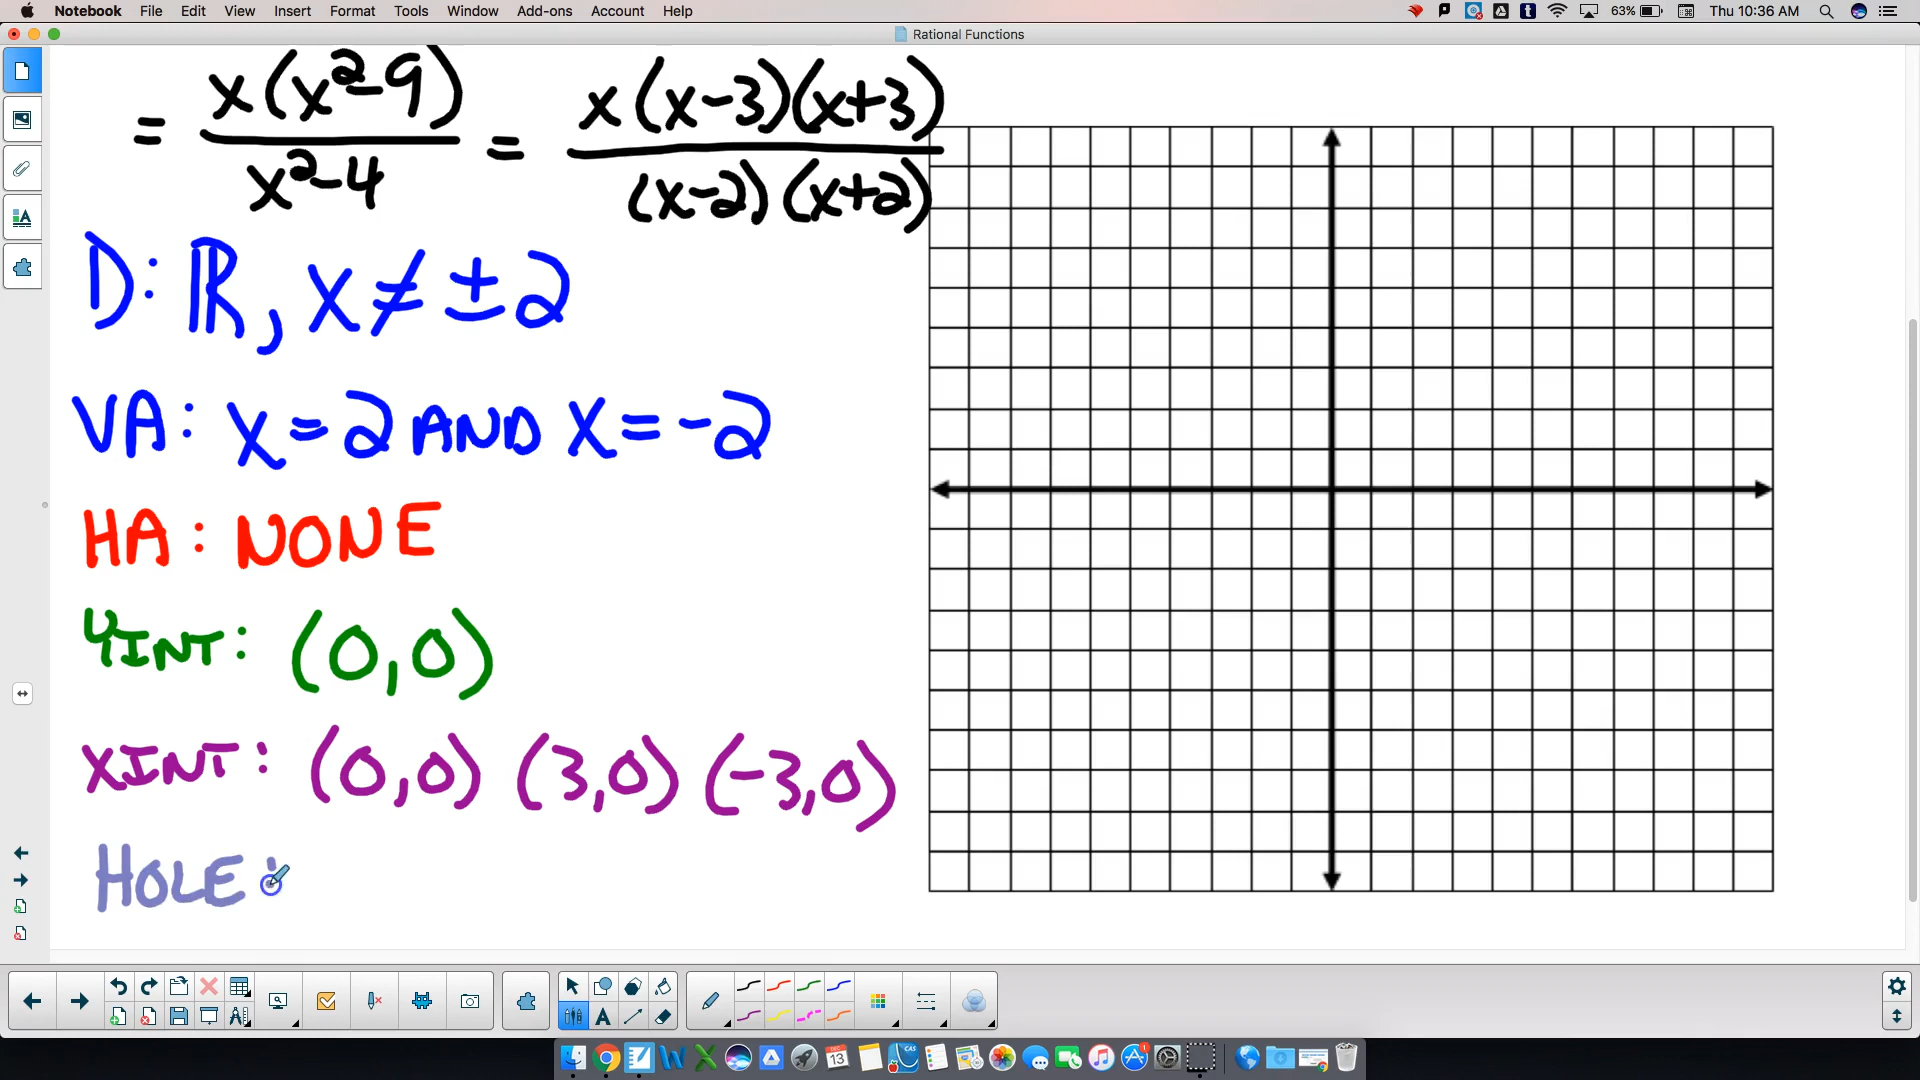 Notebook File Edit View Insert Format Tools Window Add-ons Account Help 63% Thu 10:36 AM
Rational Functions
= x(x²-9) / x²-4 = x(x-3)(x+3) / (x-2)(x+2)
D: ℝ, x ≠ ±2
VA: x = 2 AND x = -2
HA: NONE
YINT: (0,0)
XINT: (0,0) (3,0) (-3,0)
HOLE: